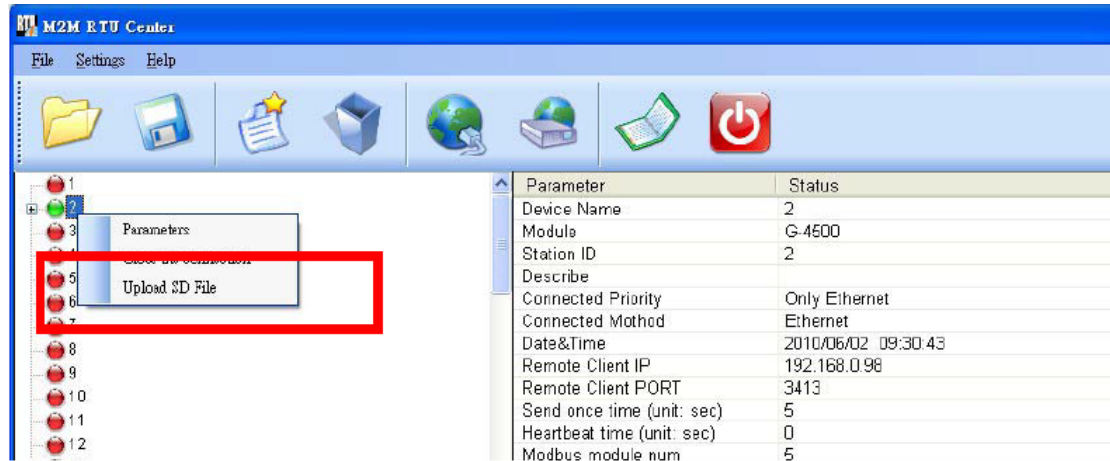 M2M RTU Center
File Settings Help
1
2
3
Parameters
5
Upload SD File
6
7
8
9
10
11
12
Parameter Status
Device Name 2
Module G-4500
Station ID 2
Describe
Connected Priority Only Ethernet
Connected Mothod Ethernet
Date&Time 2010/06/02 09:30:43
Remote Client IP 192.168.0.98
Remote Client PORT 3413
Send once time (unit: sec) 5
Heartbeat time (unit: sec) 0
Modbus module num 5